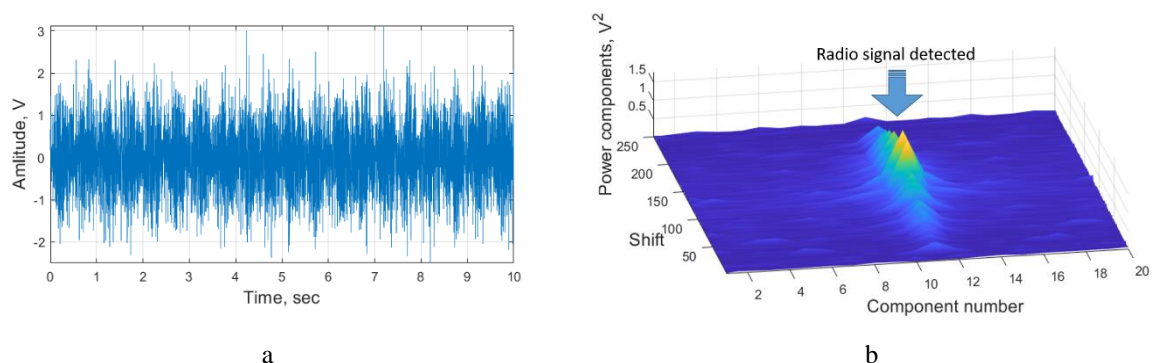 3
2
1
0
-1
-2
Amlitude, V
0 1 2 3 4 5 6 7 8 9 10
Time, sec
a
Radio signal detected
Power components, V²
1.5
1
0.5
250
200
150
100
50
Shift
2 4 6 8 10 12 14 16 18 20
Component number
b